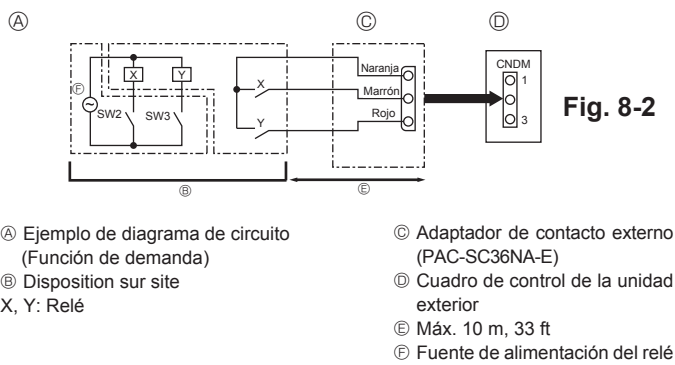 Ⓐ Ⓒ Ⓓ
Ⓕ X Y
SW2 SW3
X
Y
Naranja
Marrón
Rojo
CNDM
1
3
Fig. 8-2
Ⓑ Ⓔ
Ⓐ Ejemplo de diagrama de circuito
(Función de demanda)
Ⓑ Disposition sur site
X, Y: Relé
Ⓒ Adaptador de contacto externo
(PAC-SC36NA-E)
Ⓓ Cuadro de control de la unidad
exterior
Ⓔ Máx. 10 m, 33 ft
Ⓕ Fuente de alimentación del relé